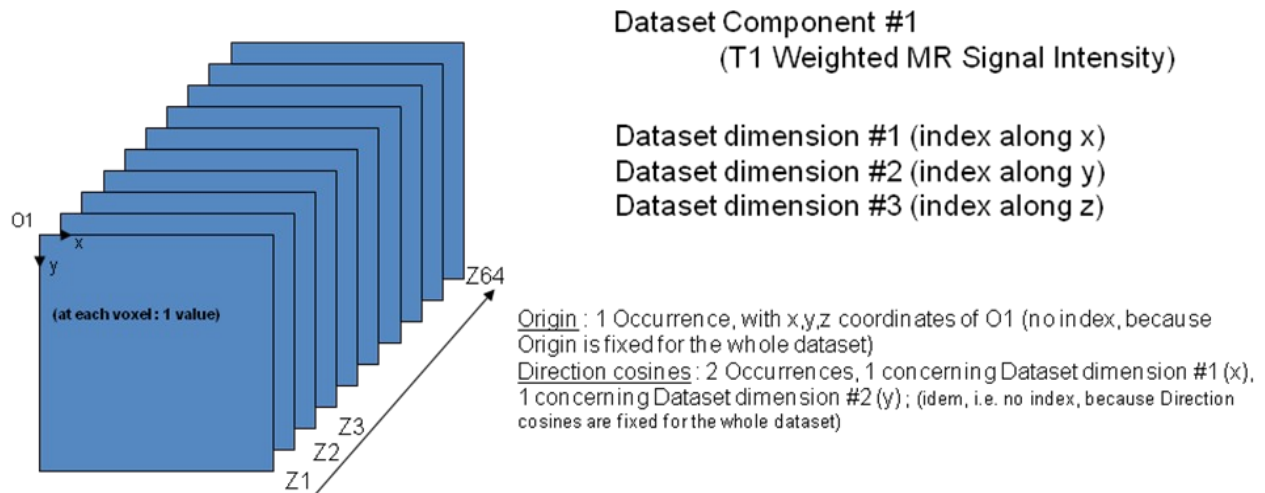 Dataset Component #1
(T1 Weighted MR Signal Intensity)
Dataset dimension #1 (index along x)
Dataset dimension #2 (index along y)
Dataset dimension #3 (index along z)
O1
x
y
(at each voxel : 1 value)
Z64
Z3
Z2
Z1
Origin : 1 Occurrence, with x,y,z coordinates of O1 (no index, because
Origin is fixed for the whole dataset)
Direction cosines : 2 Occurrences, 1 concerning Dataset dimension #1 (x),
1 concerning Dataset dimension #2 (y) ; (idem, i.e. no index, because Direction
cosines are fixed for the whole dataset)